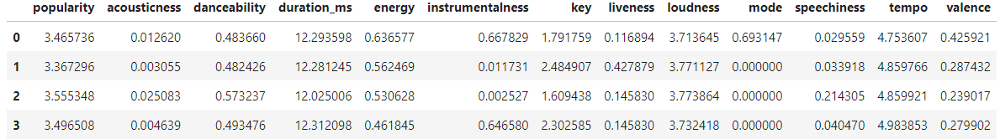 popularity acousticness danceability duration_ms energy instrumentalness key liveness loudness mode speechiness tempo valence
0 3.465736 0.012620 0.483660 12.293598 0.636577 0.667829 1.791759 0.116894 3.713645 0.693147 0.029559 4.753607 0.425921
1 3.367296 0.003055 0.482426 12.281245 0.562469 0.011731 2.484907 0.427879 3.771127 0.000000 0.033918 4.859766 0.287432
2 3.555348 0.025083 0.573237 12.025006 0.530628 0.002527 1.609438 0.145830 3.773864 0.000000 0.214305 4.859921 0.239017
3 3.496508 0.004639 0.493476 12.312098 0.461845 0.646580 2.302585 0.145830 3.732418 0.000000 0.040470 4.983853 0.279902